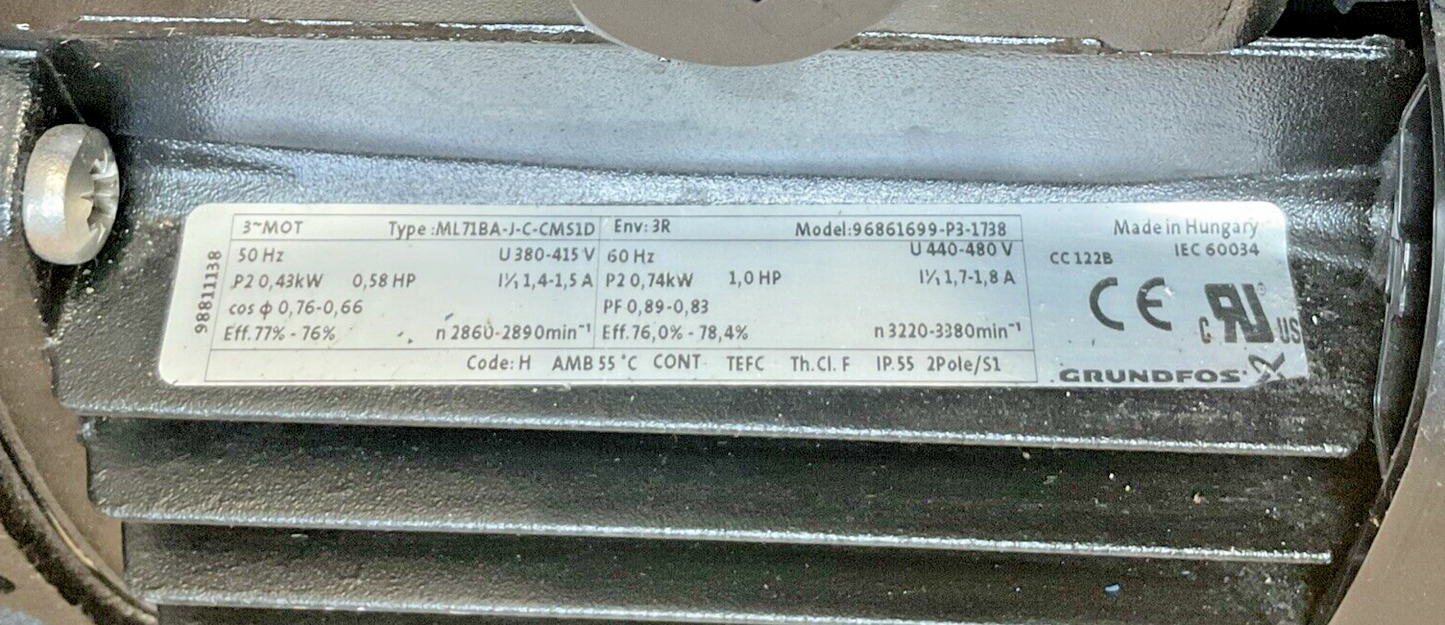 98811138
3~MOT Type:ML71BA-J-C-CMS1D Env: 3R Model:96861699-P3-1738
50 Hz U 380-415 V 60 Hz U 440-480 V
P2 0,43kW 0,58 HP I1/1 1,4-1,5 A P2 0,74kW 1,0 HP I1/1 1,7-1,8 A
cos φ 0,76-0,66 PF 0,89-0,83
Eff.77% - 76% n 2860-2890min⁻¹ Eff.76,0% - 78,4% n 3220-3380min⁻¹
Code: H AMB 55 °C CONT TEFC Th. Cl. F IP. 55 2Pole/S1
Made in Hungary
CC 122B IEC 60034
CE c RU US
GRUNDFOS